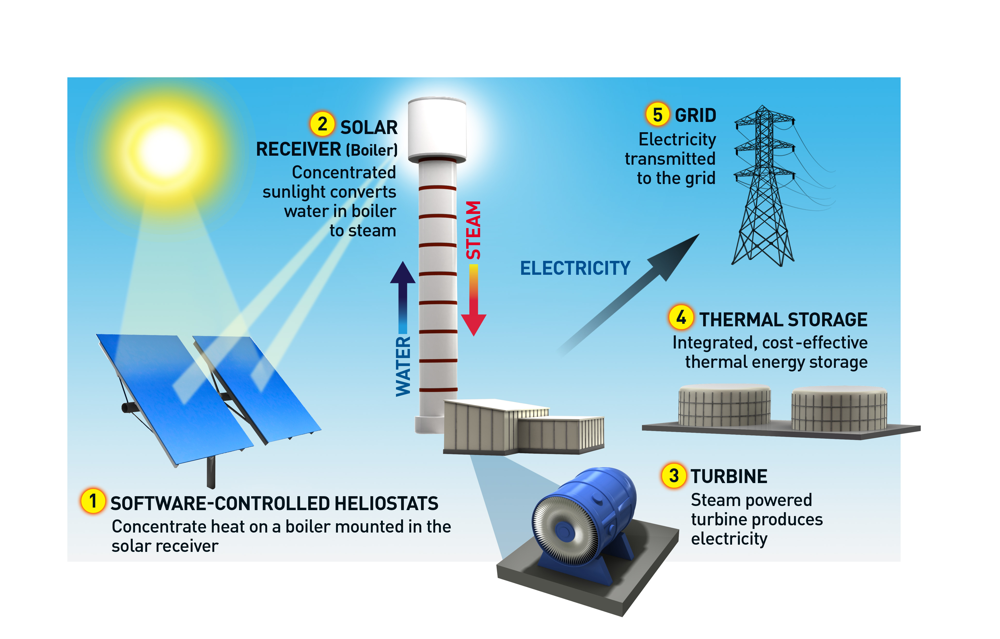 1 SOFTWARE-CONTROLLED HELIOSTATS
Concentrate heat on a boiler mounted in the
solar receiver
2 SOLAR
RECEIVER (Boiler)
Concentrated
sunlight converts
water in boiler
to steam
WATER
STEAM
3 TURBINE
Steam powered
turbine produces
electricity
4 THERMAL STORAGE
Integrated, cost-effective
thermal energy storage
ELECTRICITY
5 GRID
Electricity
transmitted
to the grid